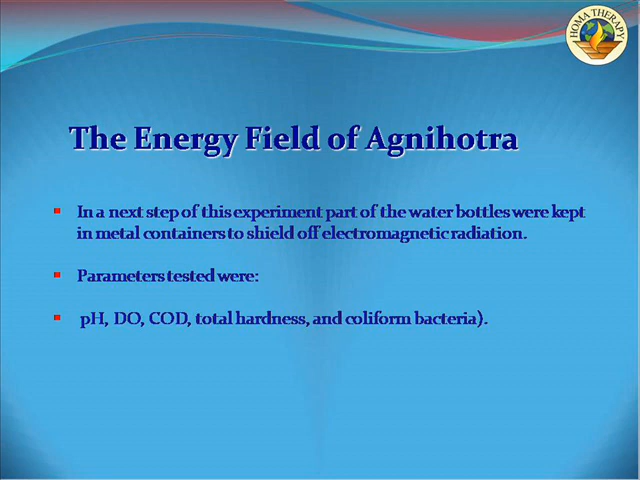 HOMA THERAPY
The Energy Field of Agnihotra
▪ In a next step of this experiment part of the water bottles were kept
in metal containers to shield off electromagnetic radiation.
▪ Parameters tested were:
▪ pH, DO, COD, total hardness, and coliform bacteria).